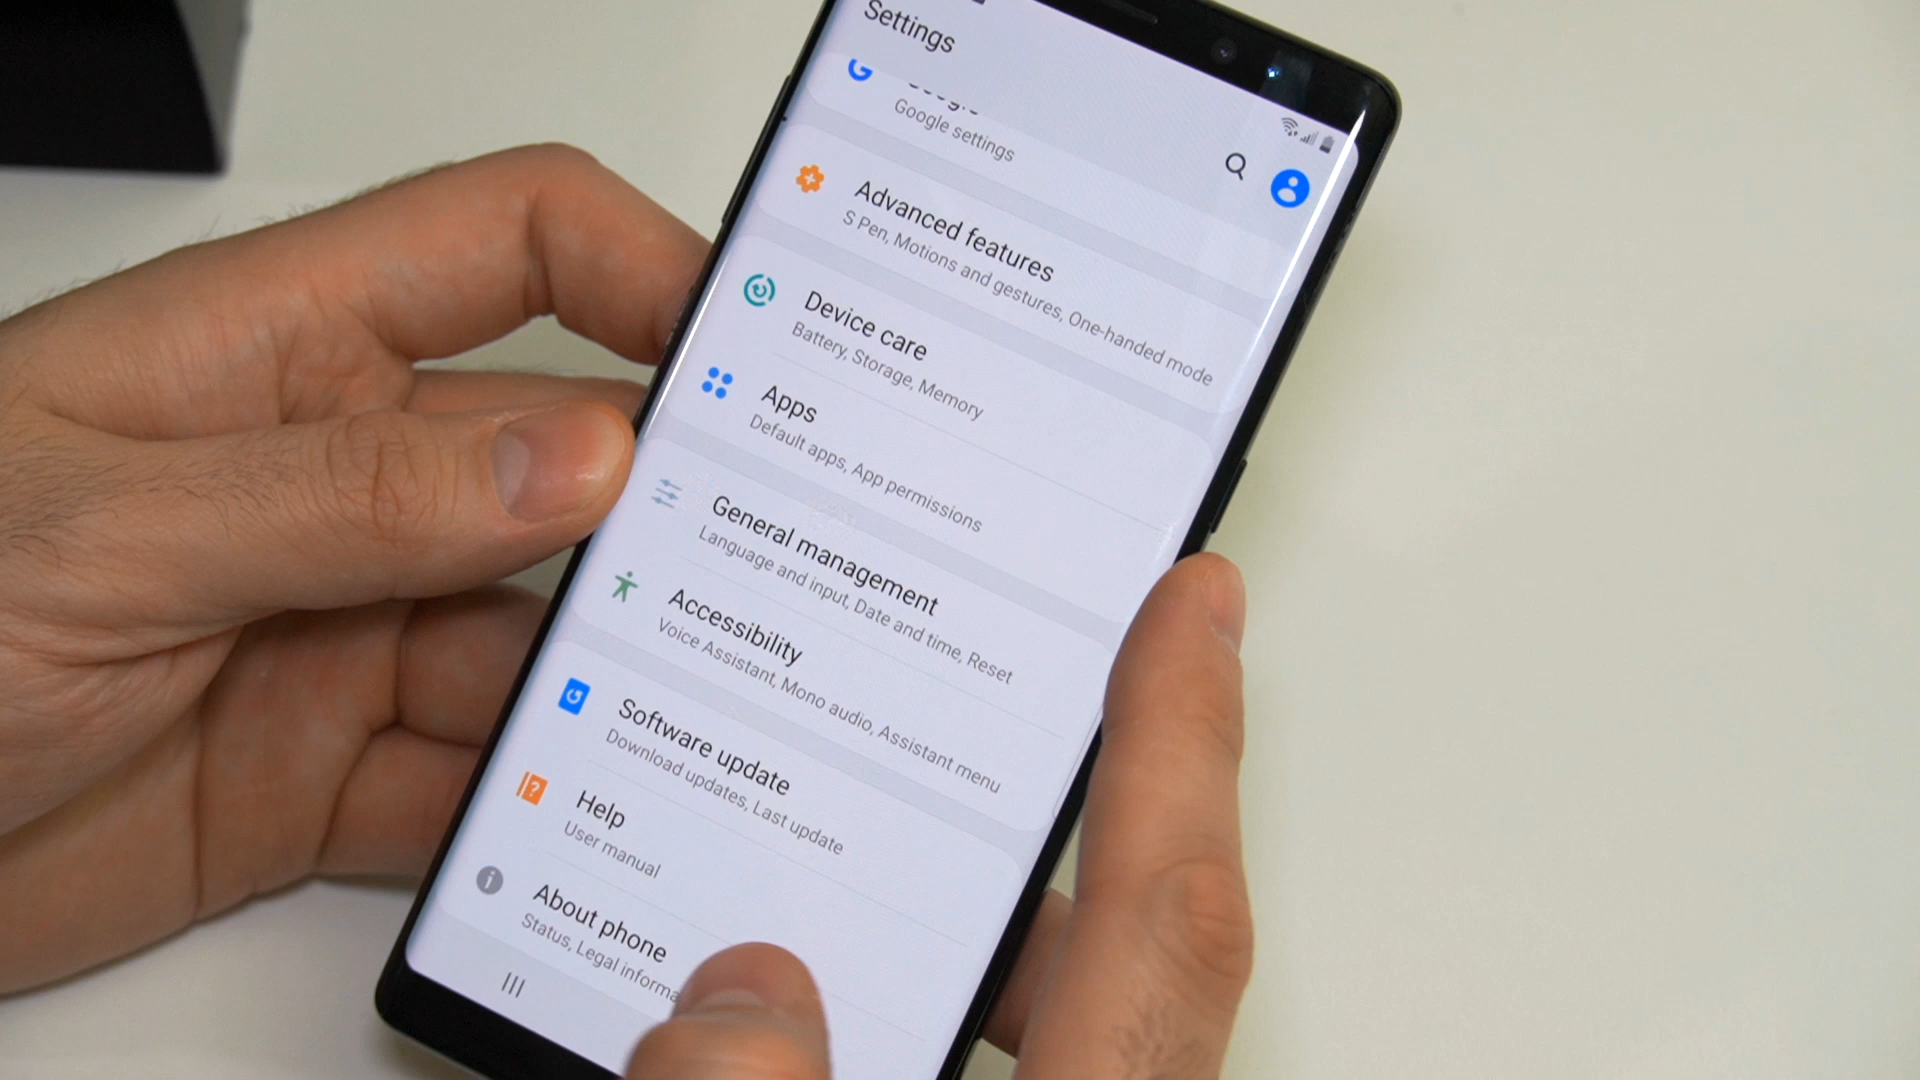 Settings
Google settings
Advanced features
S Pen, Motions and gestures, One-handed mode
Device care
Battery, Storage, Memory
Apps
Default apps, App permissions
General management
Language and input, Date and time, Reset
Accessibility
Voice Assistant, Mono audio, Assistant menu
Software update
Download updates, Last update
Help
User manual
About phone
Status, Legal